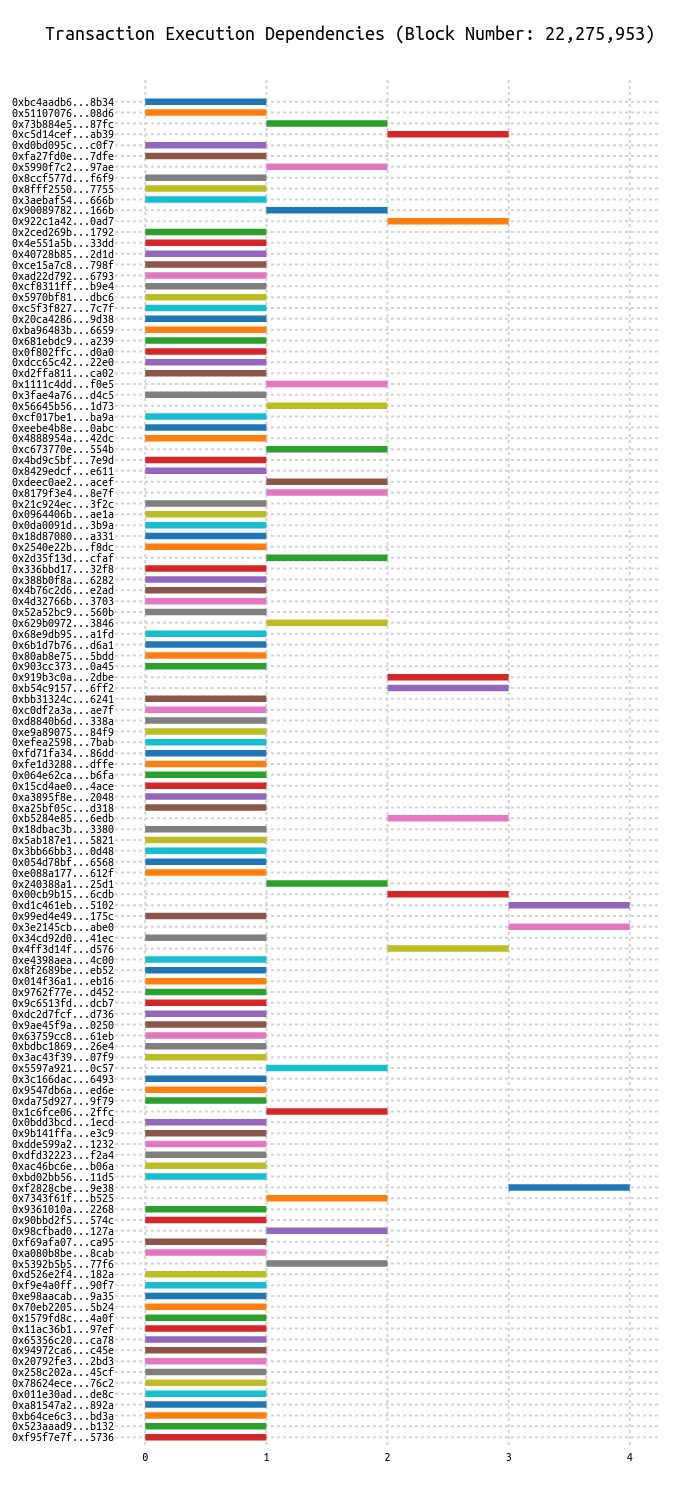 Transaction Execution Dependencies (Block Number: 22,275,953)
0xbc4aadb6...8b34
0x51107076...08d6
0x73b884e5...87fc
0xc5d14cef...ab39
0xd0bd095c...c0f7
0xfa27fd0e...7dfe
0x5990f7c2...97ae
0x8ccf577d...f6f9
0x8fff2550...7755
0x3aebaf54...666b
0x90089782...166b
0x922c1a42...0ad7
0x2ced269b...1792
0x4e551a5b...33dd
0x40728b85...2d1d
0xce15a7c8...798f
0xad22d792...6793
0xcf8311ff...b9e4
0x5970bf81...dbc6
0xc5f3f827...7c7f
0x20ca4286...9d38
0xba96483b...6659
0x681ebdc9...a239
0x0f802ffc...d0a0
0xdcc65c42...22e0
0xd2ffa811...ca02
0x1111c4dd...f0e5
0x3fae4a76...d4c5
0x56645b56...1d73
0xcf017be1...ba9a
0xeebe4b8e...0abc
0x4888954a...42dc
0xc673770e...554b
0x4bd9c5bf...7e9d
0x8429edcf...e611
0xdeec0ae2...acef
0x8179f3e4...8e7f
0x21c924ec...3f2c
0x0964406b...ae1a
0x0da0091d...3b9a
0x18d87080...a331
0x2540e22b...f8dc
0x2d35f13d...cfaf
0x336bbd17...32f8
0x388b0f8a...6282
0x4b76c2d6...e2ad
0x4d32766b...3703
0x52a52bc9...560b
0x629b0972...3846
0x68e9db95...a1fd
0x6b1d7b76...d6a1
0x80ab8e75...5bdd
0x903cc373...0a45
0x919b3c0a...2dbe
0xb54c9157...6ff2
0xbb31324c...6241
0xc0df2a3a...ae7f
0xd8840b6d...338a
0xe9a89075...84f9
0xefea2598...7bab
0xfd71fa34...86dd
0xfe1d3288...dffe
0x064e62ca...b6fa
0x15cd4ae0...4ace
0xa3895f8e...2048
0xa25bf05c...d318
0xb5284e85...6edb
0x18dbac3b...3380
0x5ab187e1...5821
0x3bb66bb3...0d48
0x054d78bf...6568
0xe088a177...612f
0x240388a1...25d1
0x00cb9b15...6cdb
0xd1c461eb...5102
0x99ed4e49...175c
0x3e2145cb...abe0
0x34cd92d0...41ec
0x4ff3d14f...d576
0xe4398aea...4c00
0x8f2689be...eb52
0x014f36a1...eb16
0x9762f77e...d452
0x9c6513fd...dcb7
0xdc2d7fcf...d736
0x9ae45f9a...0250
0x63759cc8...61eb
0xbdbc1869...26e4
0x3ac43f39...07f9
0x5597a921...0c57
0x3c166dac...6493
0x9547db6a...ed6e
0xda75d927...9f79
0x1c6fce06...2ffc
0x0bdd3bcd...1ecd
0x9b141ffa...e3c9
0xdde599a2...1232
0xdfd32223...f2a4
0xac46bc6e...b06a
0xbd02bb56...11d5
0xf2828cbe...9e38
0x7343f61f...b525
0x9361010a...2268
0x90bbd2f5...574c
0x98cfbad0...127a
0xf69afa07...ca95
0xa080b8be...8cab
0x5392b5b5...77f6
0xd526e2f4...182a
0xf9e4a0ff...90f7
0xe98aacab...9a35
0x70eb2205...5b24
0x1579fd8c...4a0f
0x11ac36b1...97ef
0x65356c20...ca78
0x94972ca6...c45e
0x20792fe3...2bd3
0x258c202a...45cf
0x78624ece...76c2
0x011e30ad...de8c
0xa81547a2...892a
0xb64ce6c3...bd3a
0x523aaad9...b132
0xf95f7e7f...5736
0 1 2 3 4